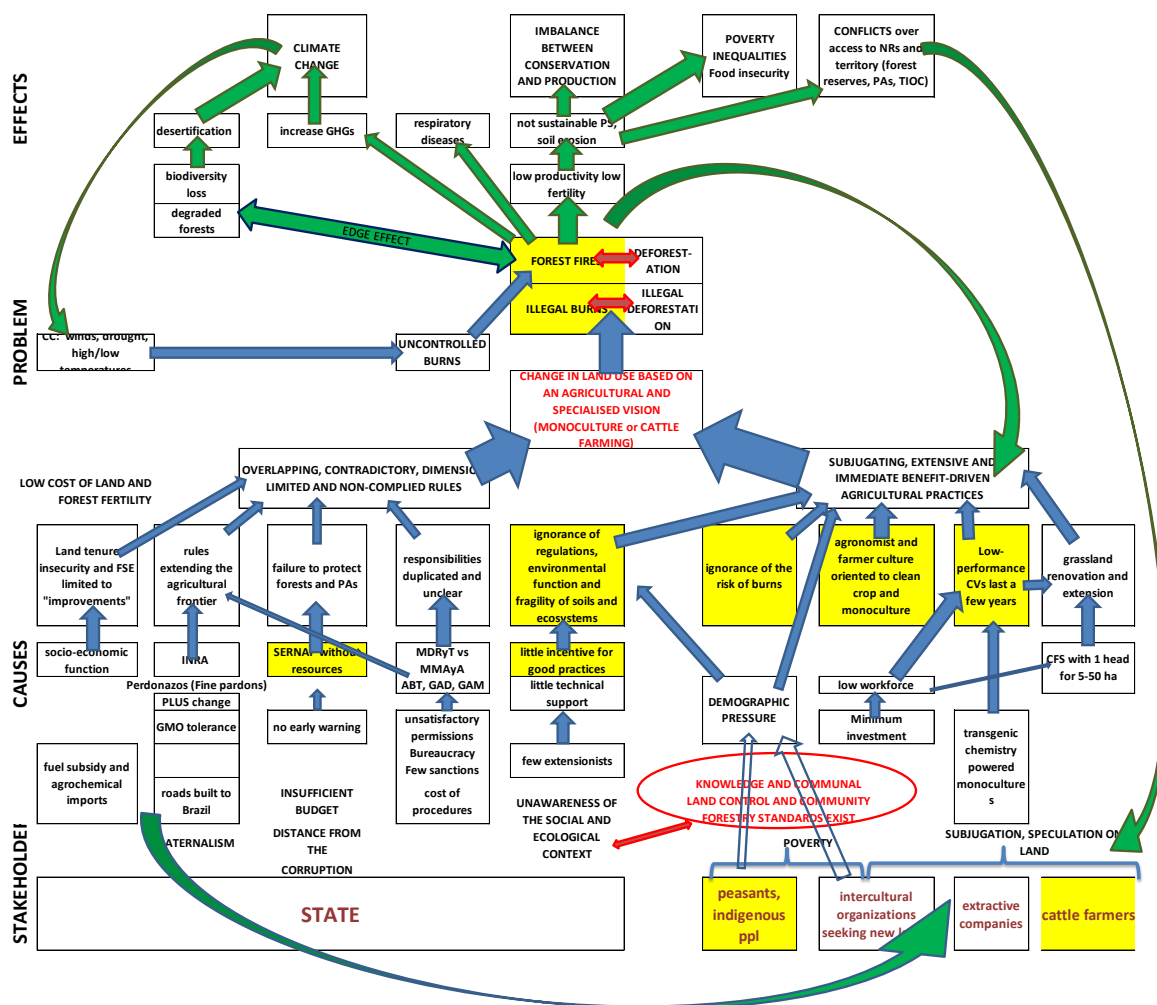 EFFECTS
CLIMATE
CHANGE
IMBALANCE
BETWEEN
CONSERVATION
AND PRODUCTION
POVERTY
INEQUALITIES
Food insecurity
CONFLICTS over
access to NRs and
territory (forest
reserves, PAs, TIOC)
desertification
increase GHGs
respiratory
diseases
not sustainable PS,
soil erosion
biodiversity
loss
low productivity low
fertility
degraded
forests
EDGE EFFECT
PROBLEM
FOREST FIRES
DEFOREST-
ATION
ILLEGAL BURNS
ILLEGAL
DEFORESTA
TION
CC: winds, drought,
high/low
temperatures
UNCONTROLLED
BURNS
CHANGE IN LAND USE BASED ON
AN AGRICULTURAL AND
SPECIALISED VISION
(MONOCULTURE or CATTLE
FARMING)
LOW COST OF LAND AND
FOREST FERTILITY
OVERLAPPING, CONTRADICTORY, DIMENSION
LIMITED AND NON-COMPLIED RULES
SUBJUGATING, EXTENSIVE AND
IMMEDIATE BENEFIT-DRIVEN
AGRICULTURAL PRACTICES
CAUSES
Land tenure
insecurity and FSE
limited to
"improvements"
rules
extending the
agricultural
frontier
failure to protect
forests and PAs
responsibilities
duplicated and
unclear
ignorance of
regulations,
environmental
function and
fragility of soils and
ecosystems
ignorance of the
risk of burns
agronomist and
farmer culture
oriented to clean
crop and
monoculture
Low-
performance
CVs last a
few years
grassland
renovation and
extension
socio-economic
function
INRA
SERNAP without
resources
MDRyT vs
MMAyA
ABT, GAD, GAM
little incentive for
good practices
little technical
support
few extensionists
DEMOGRAPHIC
PRESSURE
low workforce
Minimum
investment
CFS with 1 head
for 5-50 ha
Perdonazos (Fine pardons)
PLUS change
GMO tolerance
roads built to
Brazil
no early warning
unsatisfactory
permissions
Bureaucracy
Few sanctions
cost of
procedures
transgenic
chemistry
powered
monoculture
s
fuel subsidy and
agrochemical
imports
INSUFFICIENT
BUDGET
DISTANCE FROM
THE
CORRUPTION
UNAWARENESS OF
THE SOCIAL AND
ECOLOGICAL
CONTEXT
KNOWLEDGE AND COMMUNAL
LAND CONTROL AND COMMUNITY
FORESTRY STANDARDS EXIST
ATERNALISM
POVERTY
SUBJUGATION, SPECULATION ON
LAND
STAKEHOLDER
STATE
peasants,
indigenous
ppl
intercultural
organizations
seeking new
extractive
companies
cattle farmers